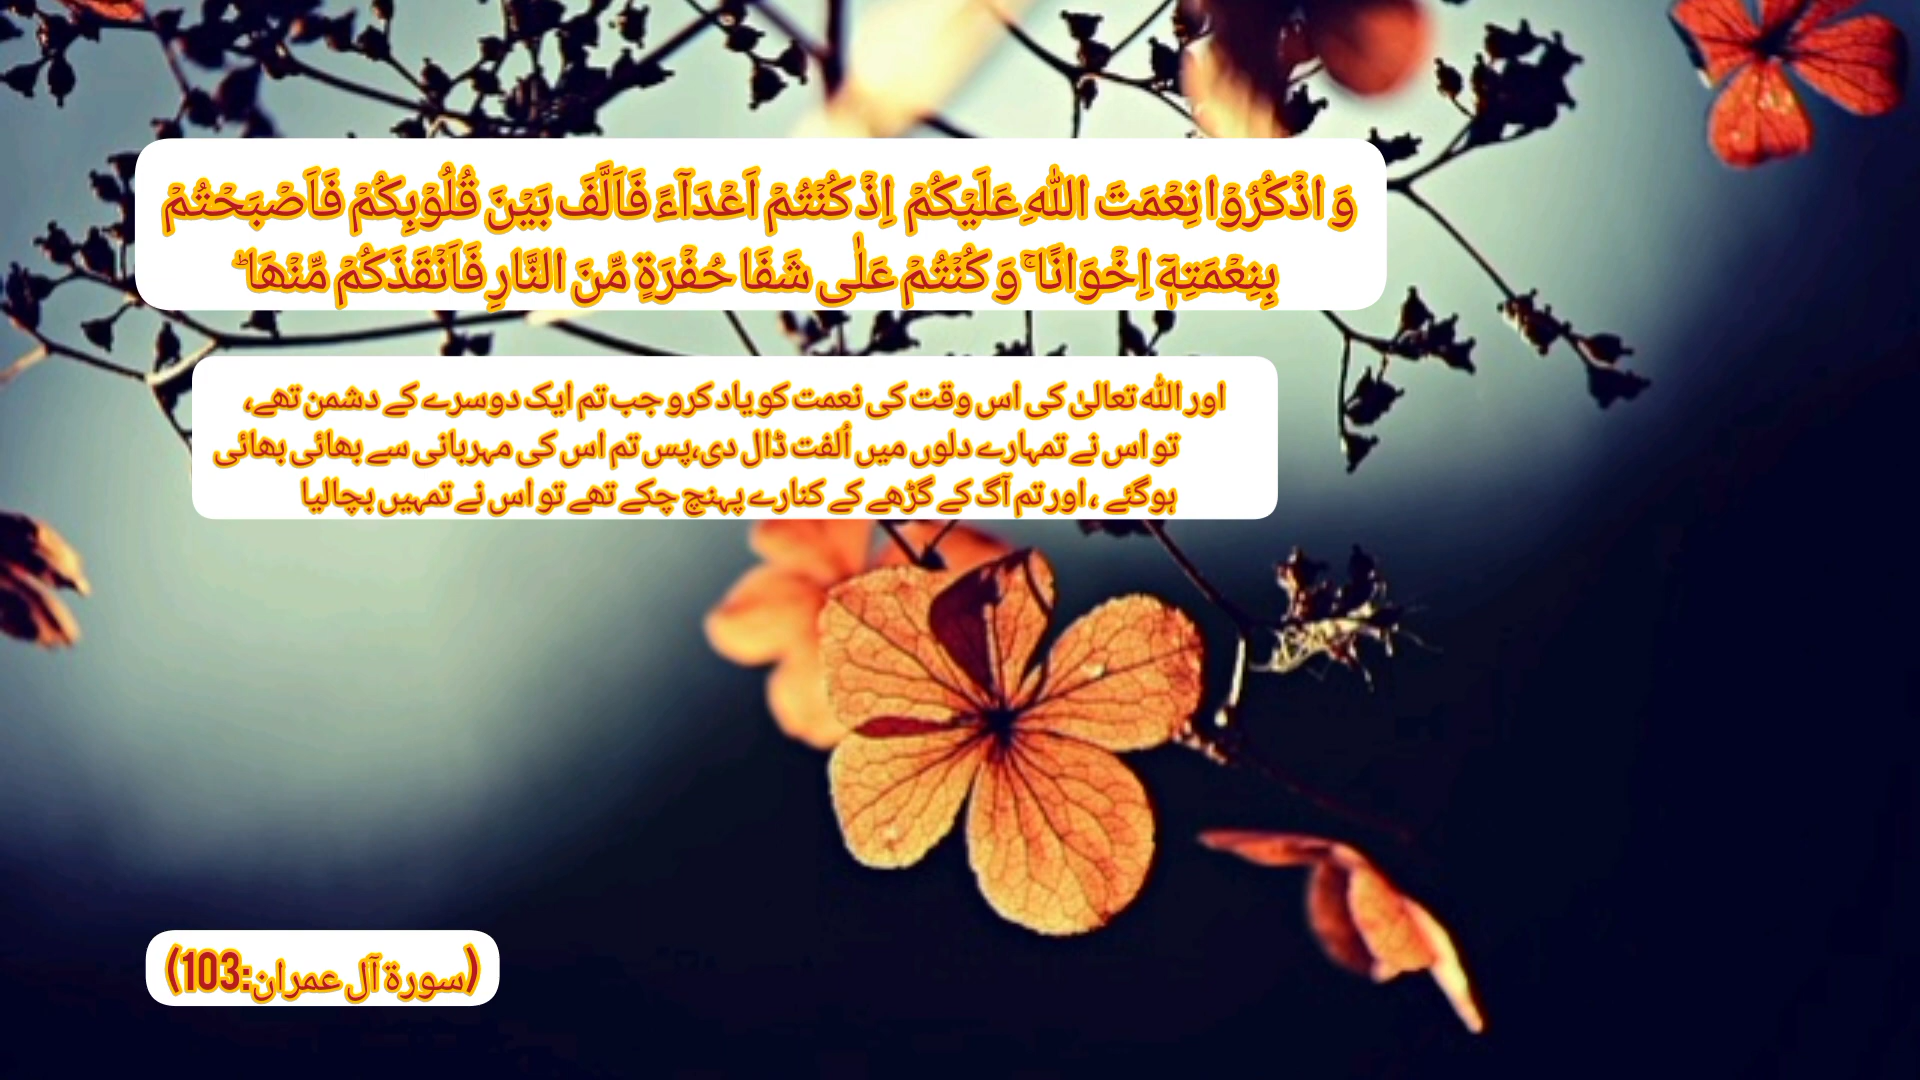 وَ اذْكُرُوْا نِعْمَتَ اللّٰهِ عَلَیْكُمْ اِذْ كُنْتُمْ اَعْدَآءً فَاَلَّفَ بَیْنَ قُلُوْبِكُمْ فَاَصْبَحْتُمْ
بِنِعْمَتِهٖۤ اِخْوَانًا ۚ وَ كُنْتُمْ عَلٰى شَفَا حُفْرَةٍ مِّنَ النَّارِ فَاَنْقَذَكُمْ مِّنْهَا ؕ
اور اللّٰہ تعالیٰ کی اس وقت کی نعمت کو یاد کرو جب تم ایک دوسرے کے دشمن تھے،
تو اس نے تمہارے دلوں میں اُلفت ڈال دی،پس تم اس کی مہربانی سے بھائی بھائی
ہوگئے ، اور تم آگ کے گڑھے کے کنارے پہنچ چکے تھے تو اس نے تمہیں بچالیا
(سورة آل عمران:103)